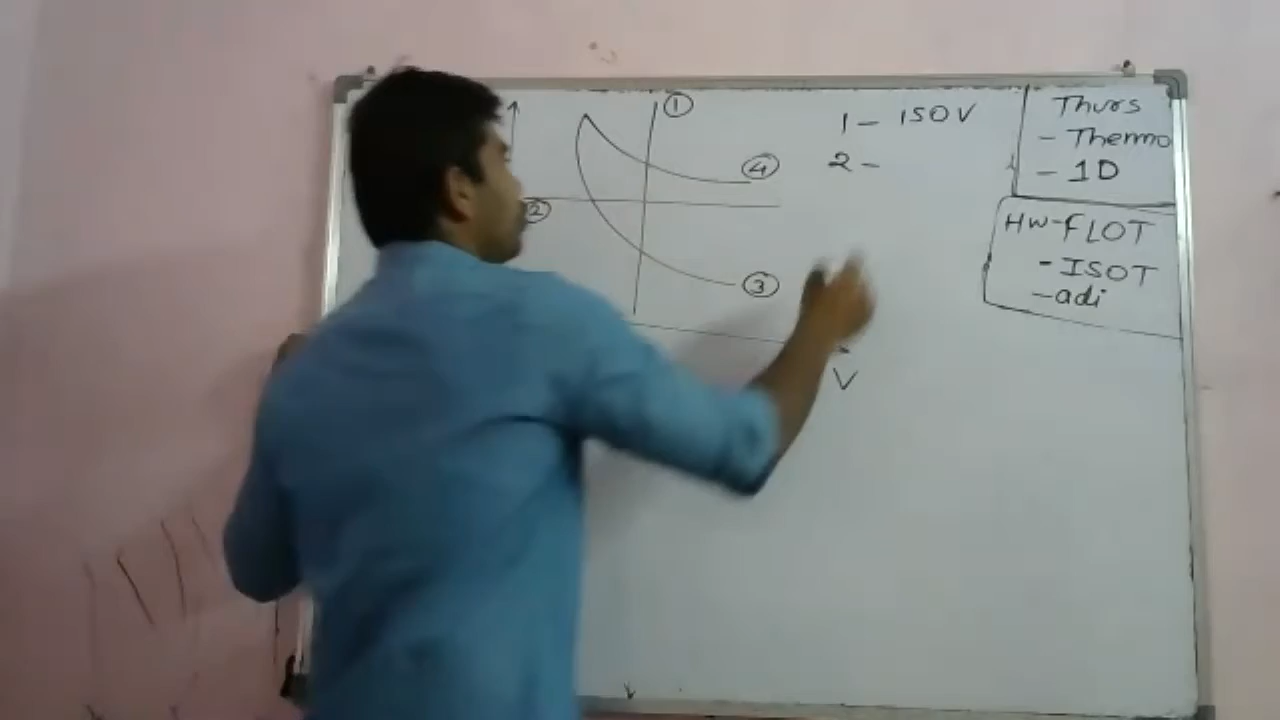 ①
②
③
④
V
1 - ISOV
2 -
Thurs
- Thermo
- 1D
HW-FLOT
- ISOT
- adi